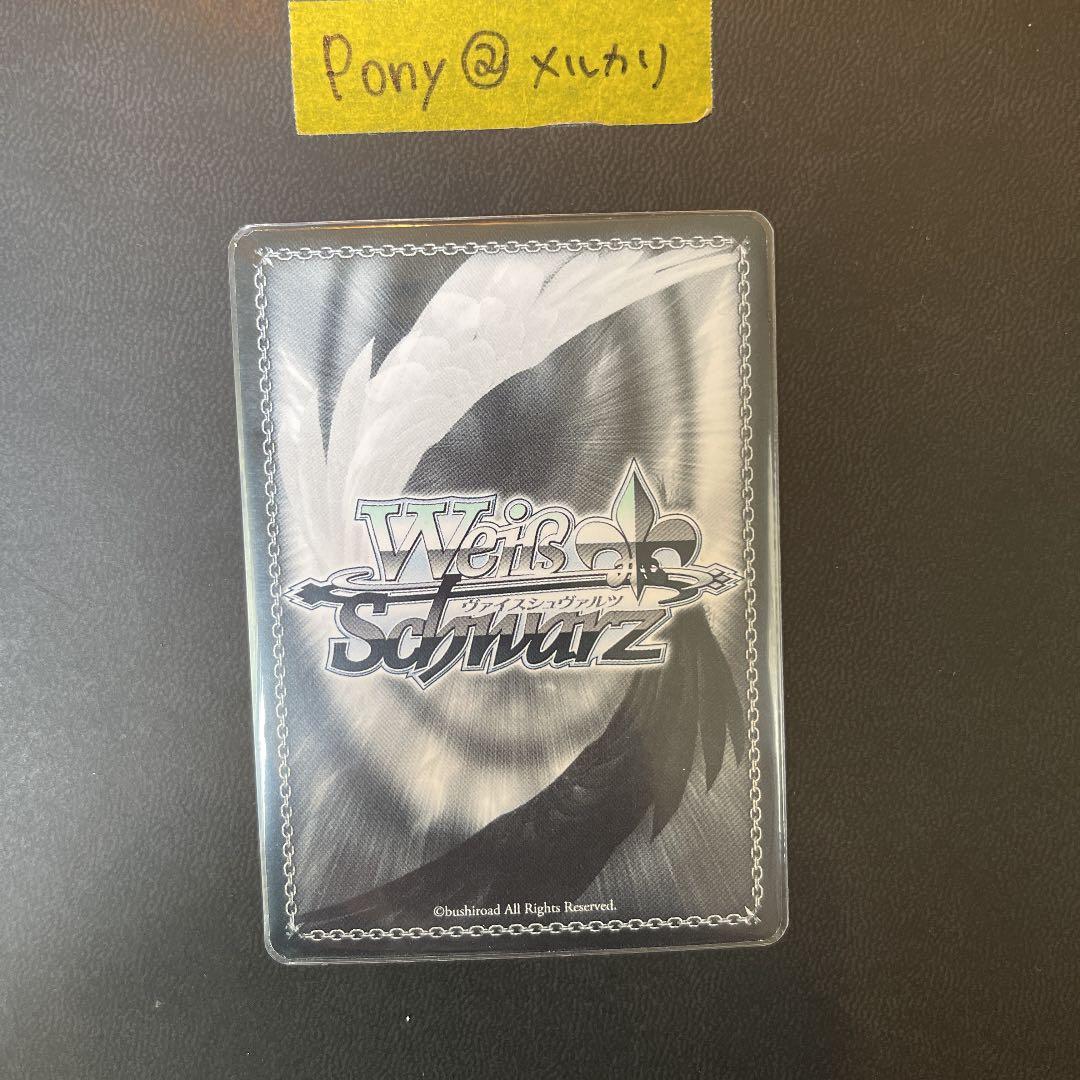 Pony@メルカリ
Weiß
ヴァイスシュヴァルツ
Schwarz
©bushiroad All Rights Reserved.